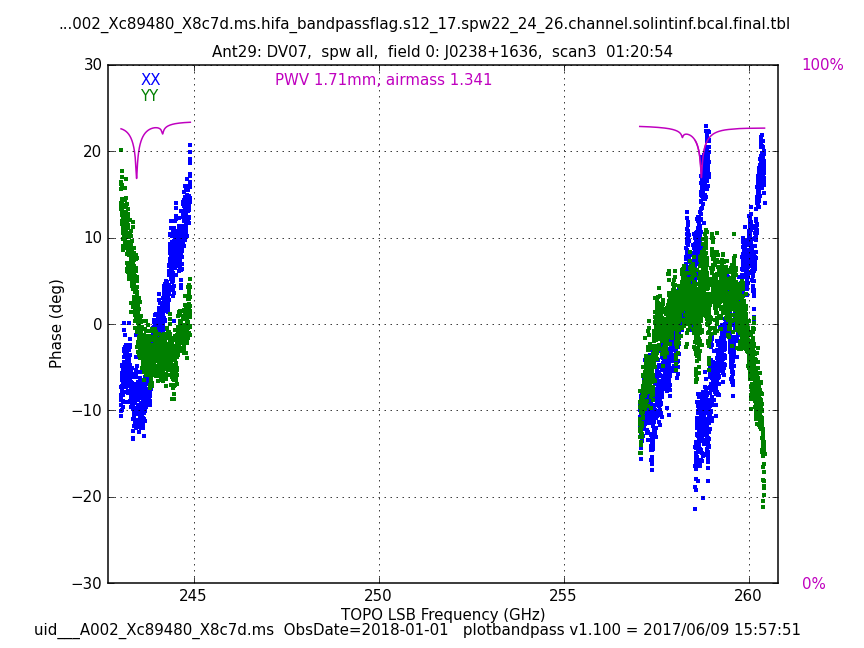 ...002_Xc89480_X8c7d.ms.hifa_bandpassflag.s12_17.spw22_24_26.channel.solintinf.bcal.final.tbl
Ant29: DV07,  spw all,  field 0: J0238+1636,  scan3  01:20:54
XX
YY
PWV 1.71mm, airmass 1.341
100%
0%
30
20
10
0
−10
−20
−30
Phase (deg)
245
250
255
260
TOPO LSB Frequency (GHz)
uid___A002_Xc89480_X8c7d.ms  ObsDate=2018-01-01   plotbandpass v1.100 = 2017/06/09 15:57:51